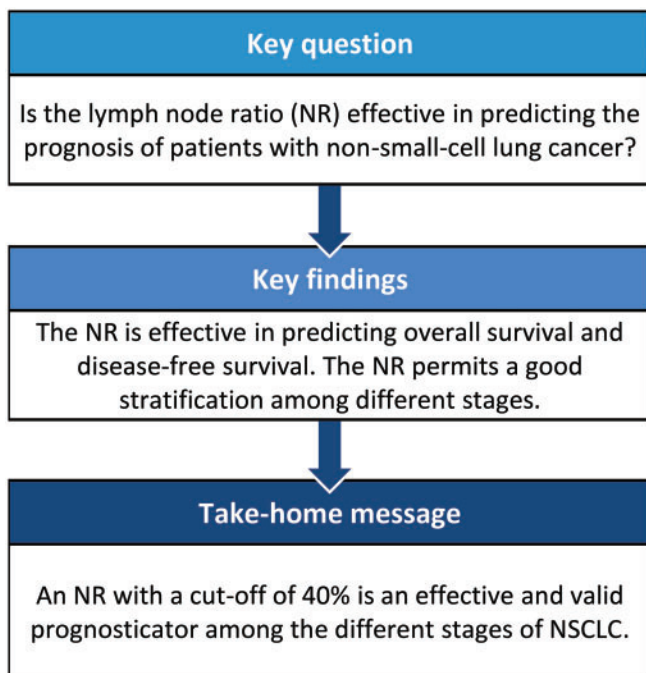 Key question
Is the lymph node ratio (NR) effective in predicting the
prognosis of patients with non-small-cell lung cancer?
Key findings
The NR is effective in predicting overall survival and
disease-free survival. The NR permits a good
stratification among different stages.
Take-home message
An NR with a cut-off of 40% is an effective and valid
prognosticator among the different stages of NSCLC.